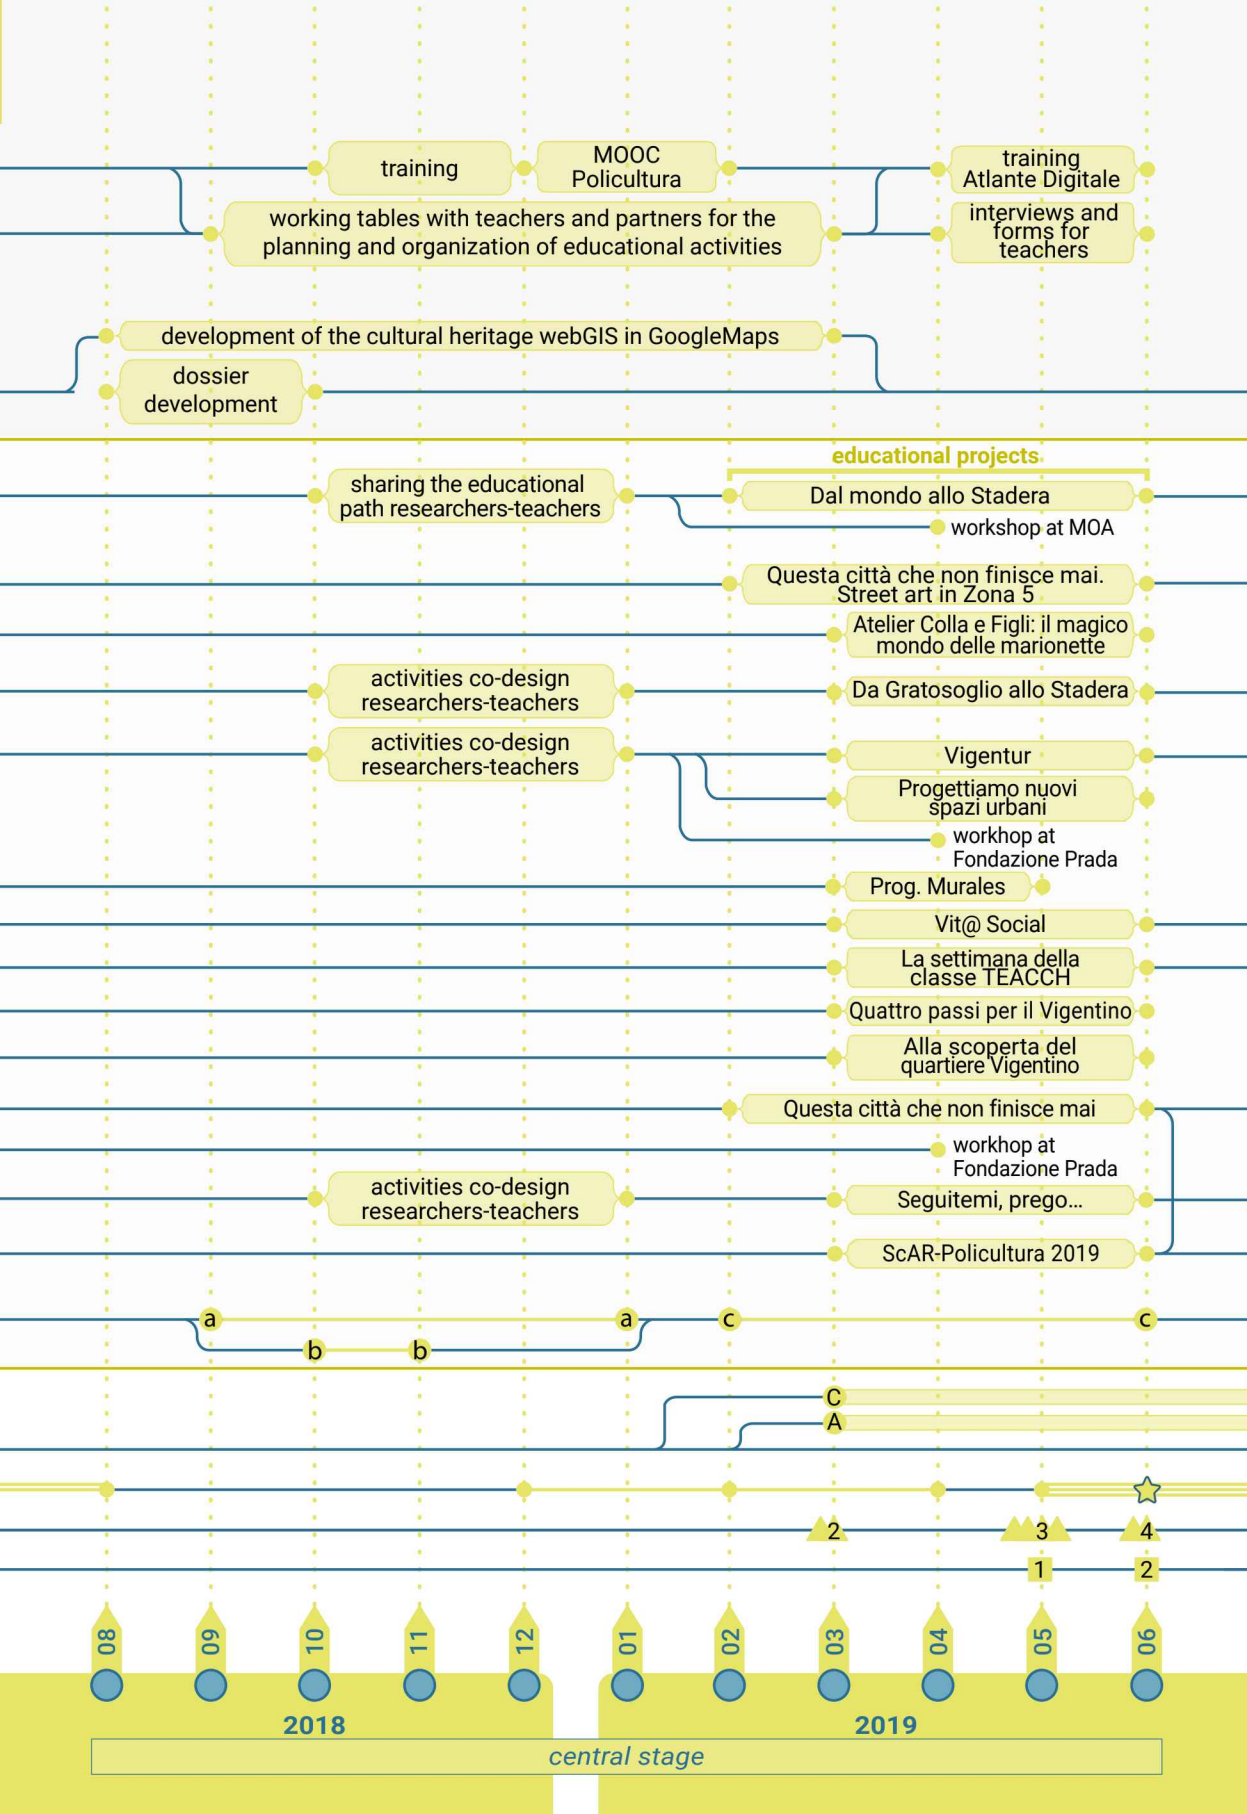 training
MOOC
Policultura
training
Atlante Digitale
working tables with teachers and partners for the
planning and organization of educational activities
interviews and
forms for
teachers
development of the cultural heritage webGIS in GoogleMaps
dossier
development
educational projects
sharing the educational
path researchers-teachers
Dal mondo allo Stadera
workshop at MOA
Questa città che non finisce mai.
Street art in Zona 5
Atelier Colla e Figli: il magico
mondo delle marionette
activities co-design
researchers-teachers
Da Gratosoglio allo Stadera
activities co-design
researchers-teachers
Vigentur
Progettiamo nuovi
spazi urbani
workhop at
Fondazione Prada
Prog. Murales
Vit@ Social
La settimana della
classe TEACCH
Quattro passi per il Vigentino
Alla scoperta del
quartiere Vigentino
Questa città che non finisce mai
workhop at
Fondazione Prada
activities co-design
researchers-teachers
Seguitemi, prego...
ScAR-Policultura 2019
a a c c
b b
C
A
2 3 4
1 2
08 09 10 11 12 01 02 03 04 05 06
2018 2019
central stage